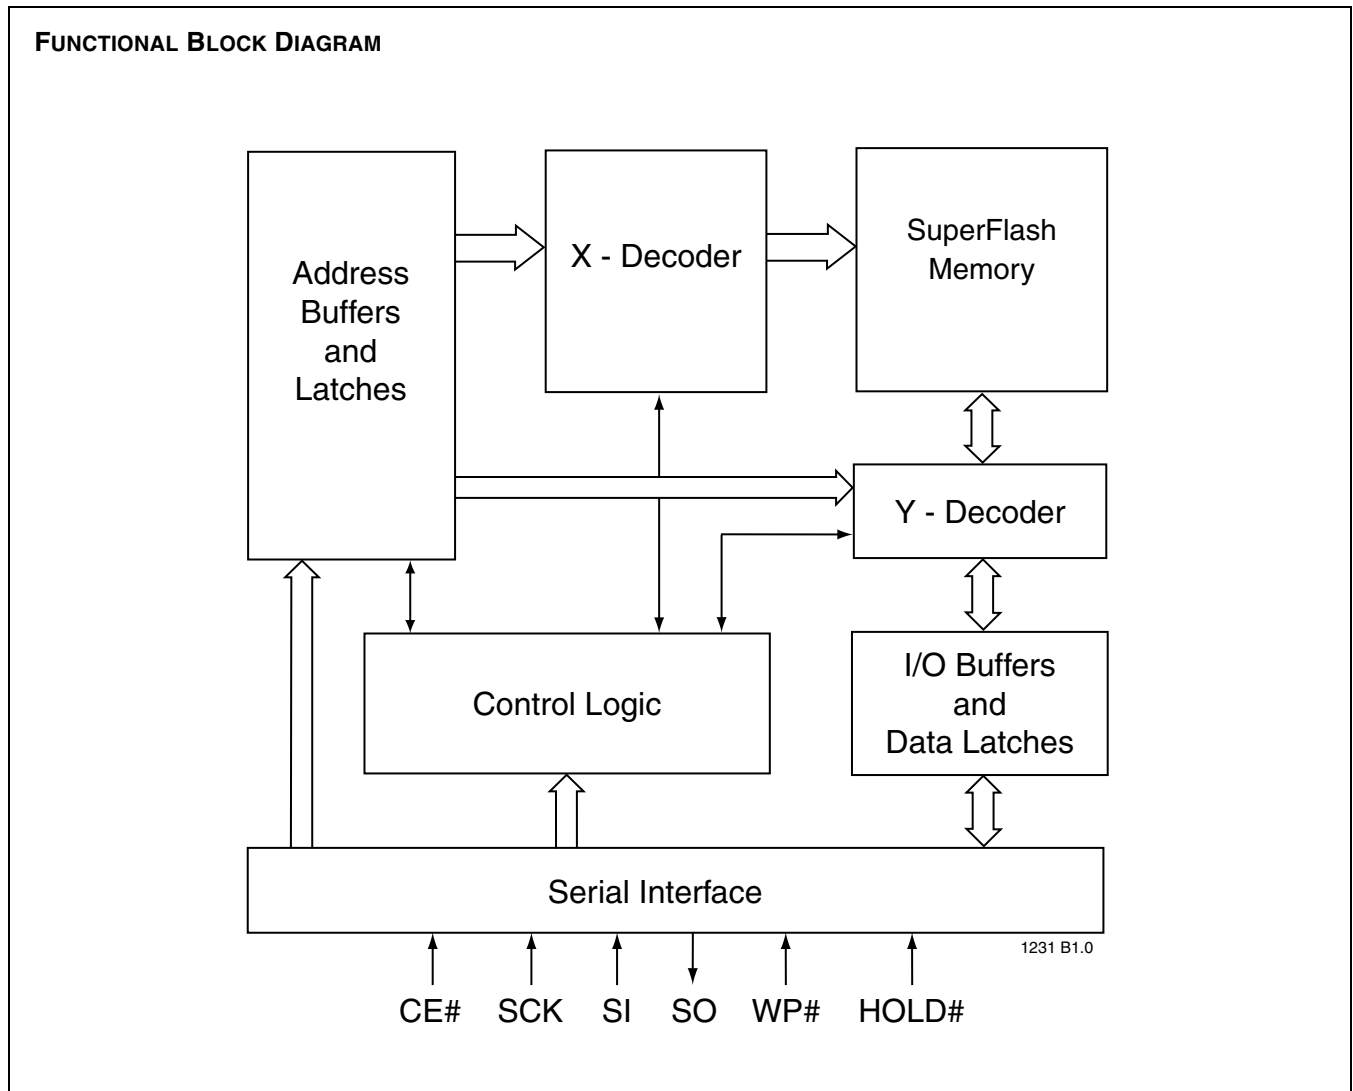 FUNCTIONAL BLOCK DIAGRAM
Address
Buffers
and
Latches
X - Decoder
SuperFlash
Memory
Y - Decoder
Control Logic
I/O Buffers
and
Data Latches
Serial Interface
1231 B1.0
CE# SCK SI SO WP# HOLD#